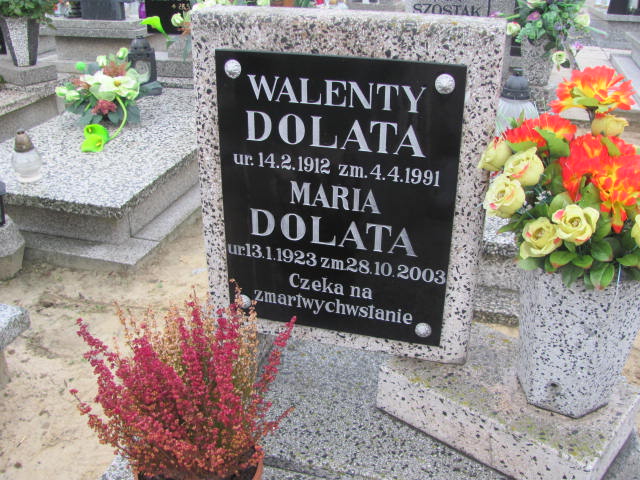 SZOSTAK
WALENTY
DOLATA
ur. 14.2.1912 zm. 4.4.1991
MARIA
DOLATA
ur.13.1.1923 zm.28.10.2003
Czeka na
zmartwychwstanie